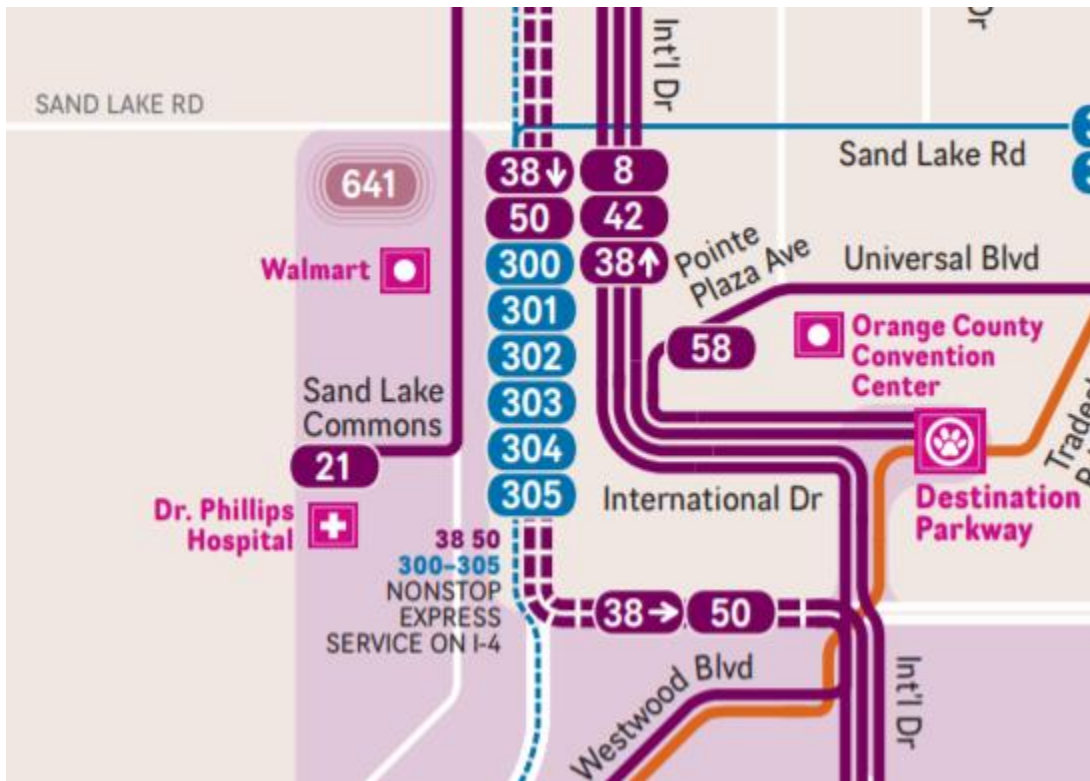 Int'l Dr
Dr
SAND LAKE RD
Sand Lake Rd
641
38↓
50
300
301
302
303
304
305
8
42
38↑
Pointe
Plaza Ave
Universal Blvd
Walmart
58
Orange County
Convention
Center
Sand Lake
Commons
21
International Dr
Destination
Parkway
Dr. Phillips
Hospital
38 50
300–305
NONSTOP
EXPRESS
SERVICE ON I-4
38→
50
Westwood Blvd
Int'l Dr